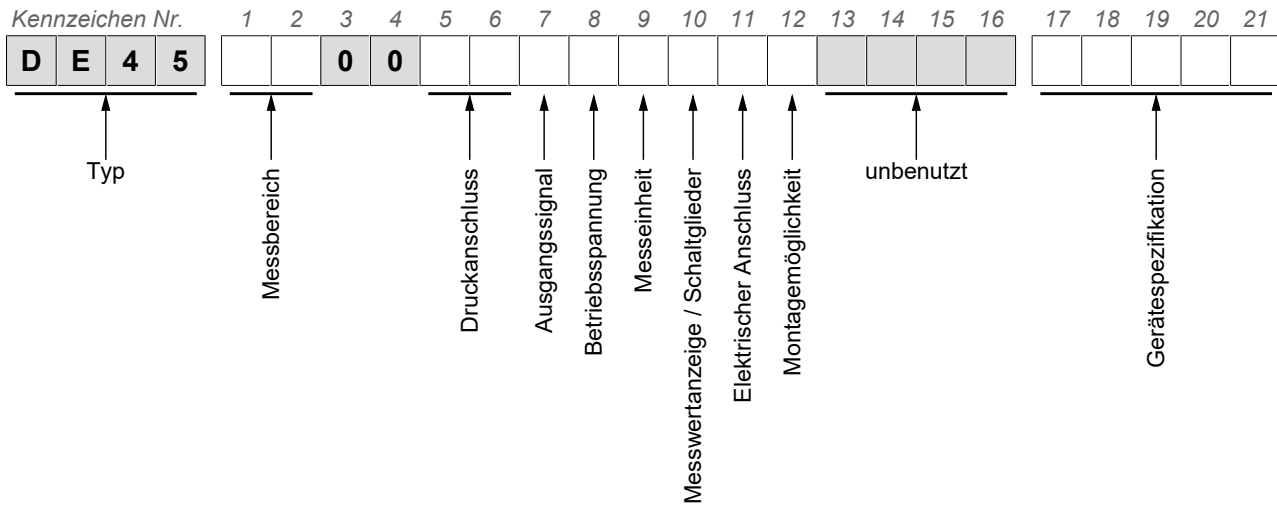 Kennzeichen Nr. 1 2 3 4 5 6 7 8 9 10 11 12 13 14 15 16 17 18 19 20 21
D E 4 5 0 0
Typ
Messbereich
Druckanschluss
Ausgangssignal
Betriebsspannung
Messeinheit
Messwertanzeige / Schaltglieder
Elektrischer Anschluss
Montagemöglichkeit
unbenutzt
Gerätespezifikation